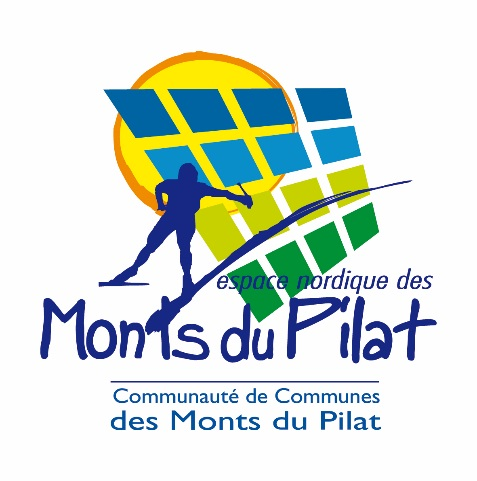 espace nordique des
Monts du Pilat
Communauté de Communes
des Monts du Pilat